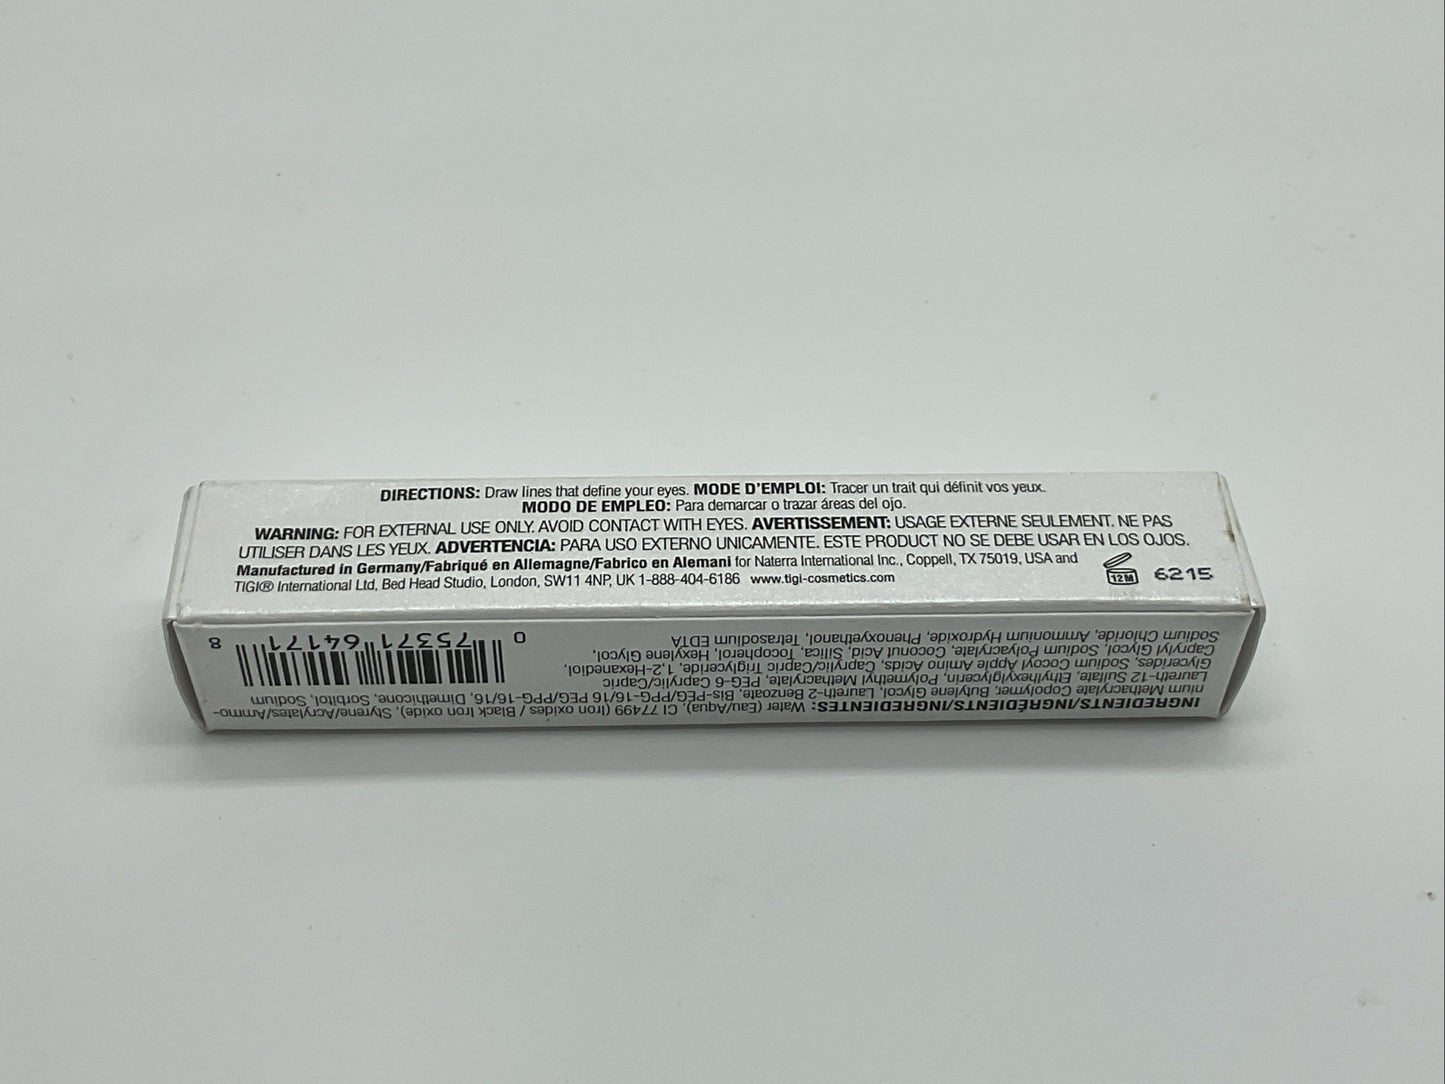 DIRECTIONS: Draw lines that define your eyes. MODE D'EMPLOI: Tracer un trait qui définit vos yeux.
MODO DE EMPLEO: Para demarcar o trazar áreas del ojo.
WARNING: FOR EXTERNAL USE ONLY. AVOID CONTACT WITH EYES. AVERTISSEMENT: USAGE EXTERNE SEULEMENT. NE PAS
UTILISER DANS LES YEUX. ADVERTENCIA: PARA USO EXTERNO UNICAMENTE. ESTE PRODUCT NO SE DEBE USAR EN LOS OJOS.
Manufactured in Germany/Fabriqué en Allemagne/Fabrico en Alemani for Naterra International Inc., Coppell, TX 75019, USA and
TIGI® International Ltd, Bed Head Studio, London, SW11 4NP, UK 1-888-404-6186 www.tigi-cosmetics.com
12 M
6215
INGREDIENTS/INGRÉDIENTS/INGREDIENTES: Water (Eau/Aqua), CI 77499 (Iron oxides / Black Iron oxide), Styrene/Acrylates/Ammo-
nium Methacrylate Copolymer, Butylene Glycol, Laureth-2 Benzoate, Bis-PEG/PPG-16/16 PEG/PPG-16/16, Dimethicone, Sorbitol, Sodium
Laureth-12 Sulfate, Ethylhexylglycerin, Polymethyl Methacrylate, PEG-6 Caprylic/Capric
Glycerides, Sodium Cocoyl Apple Amino Acids, Caprylic/Capric Triglyceride, 1,2-Hexanediol,
Caprylyl Glycol, Sodium Polyacrylate, Coconut Acid, Silica, Tocopherol, Hexylene Glycol,
Sodium Chloride, Ammonium Hydroxide, Phenoxyethanol, Tetrasodium EDTA
0 75371 64171 8